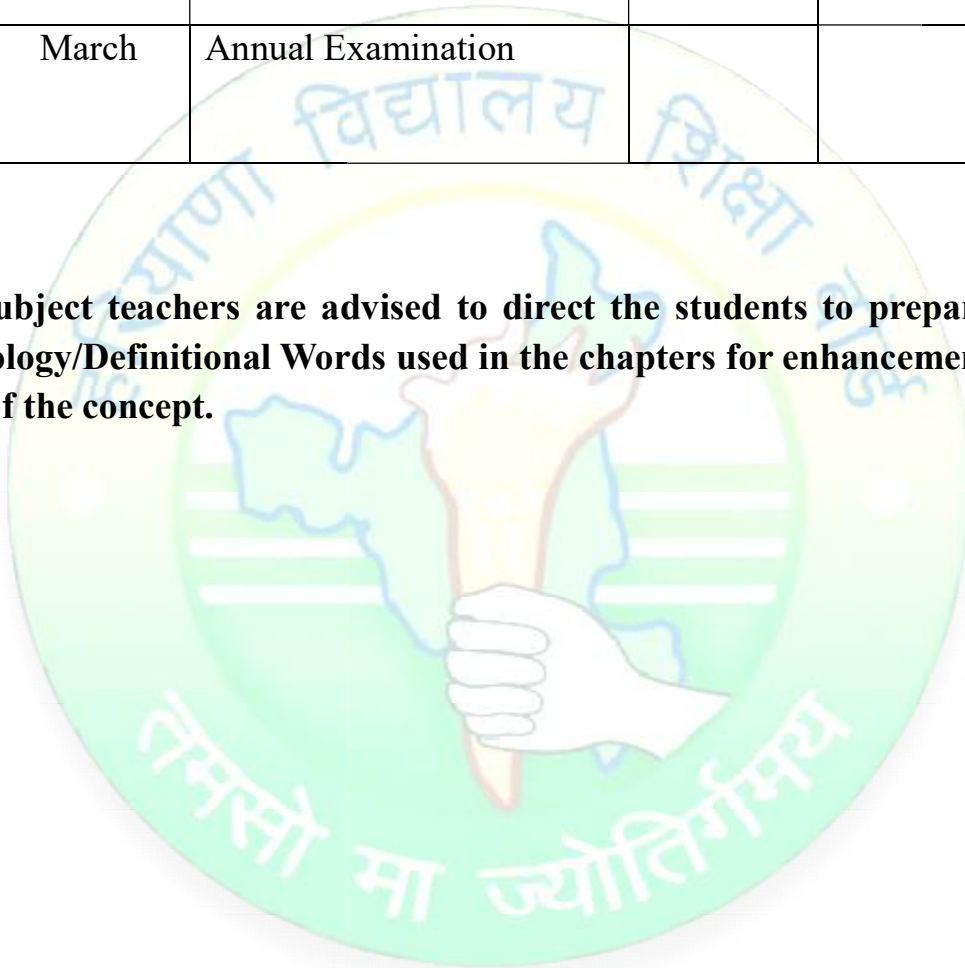 March Annual Examination
हरियाणा विद्यालय शिक्षा बोर्ड
ubject teachers are advised to direct the students to prepar
ology/Definitional Words used in the chapters for enhancemen
f the concept.
तमसो मा ज्योतिर्गमय